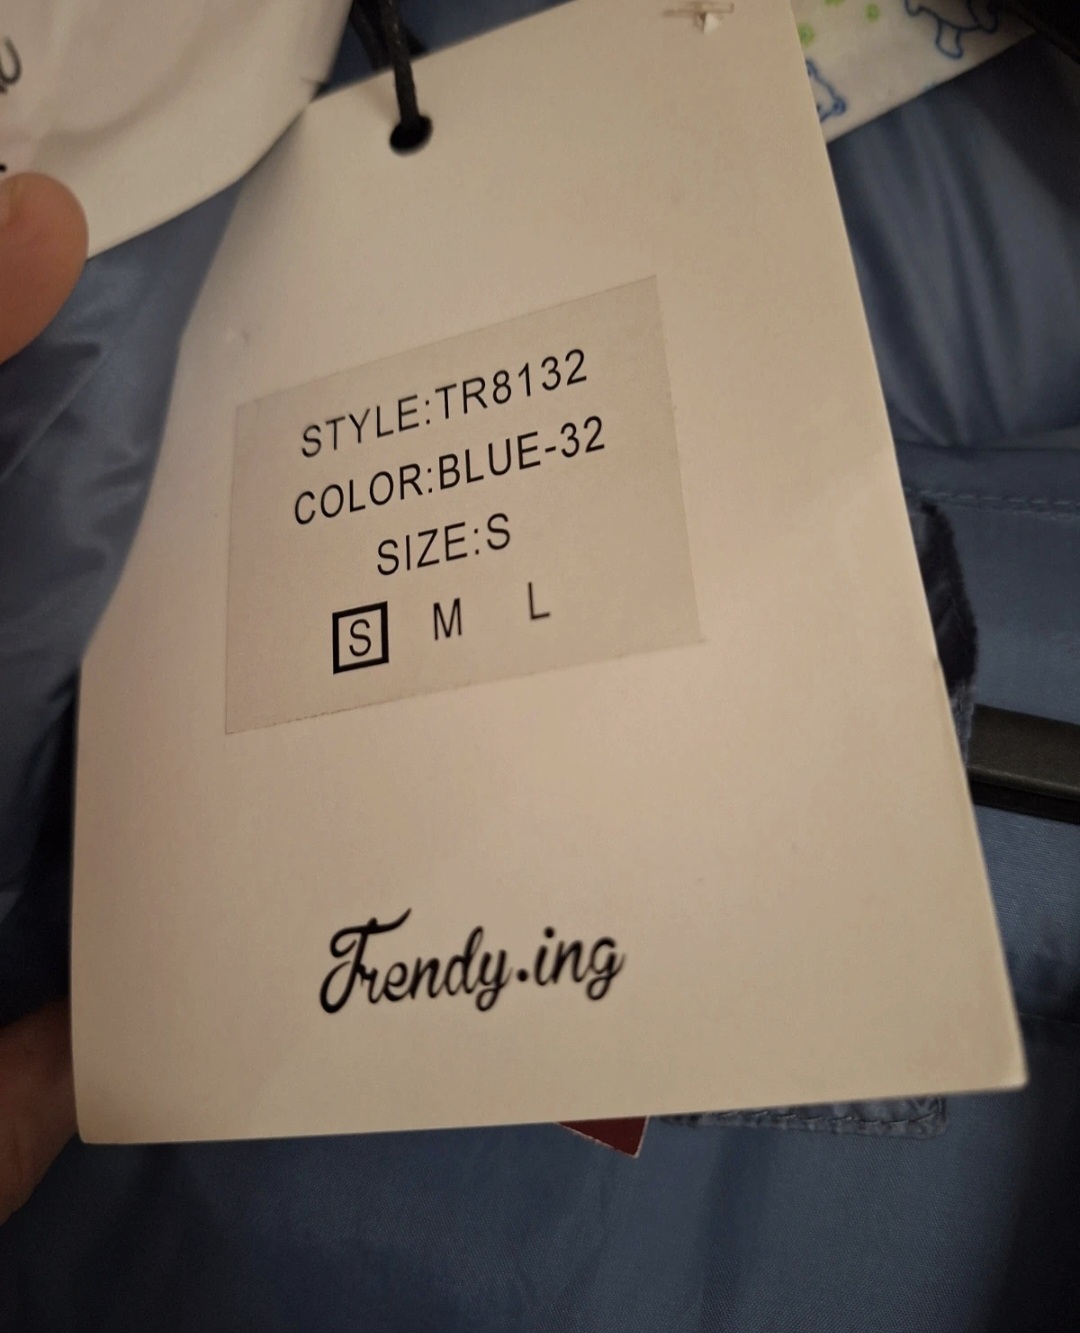 STYLE:TR8132
COLOR:BLUE-32
SIZE:S
S M L
Trendy.ing